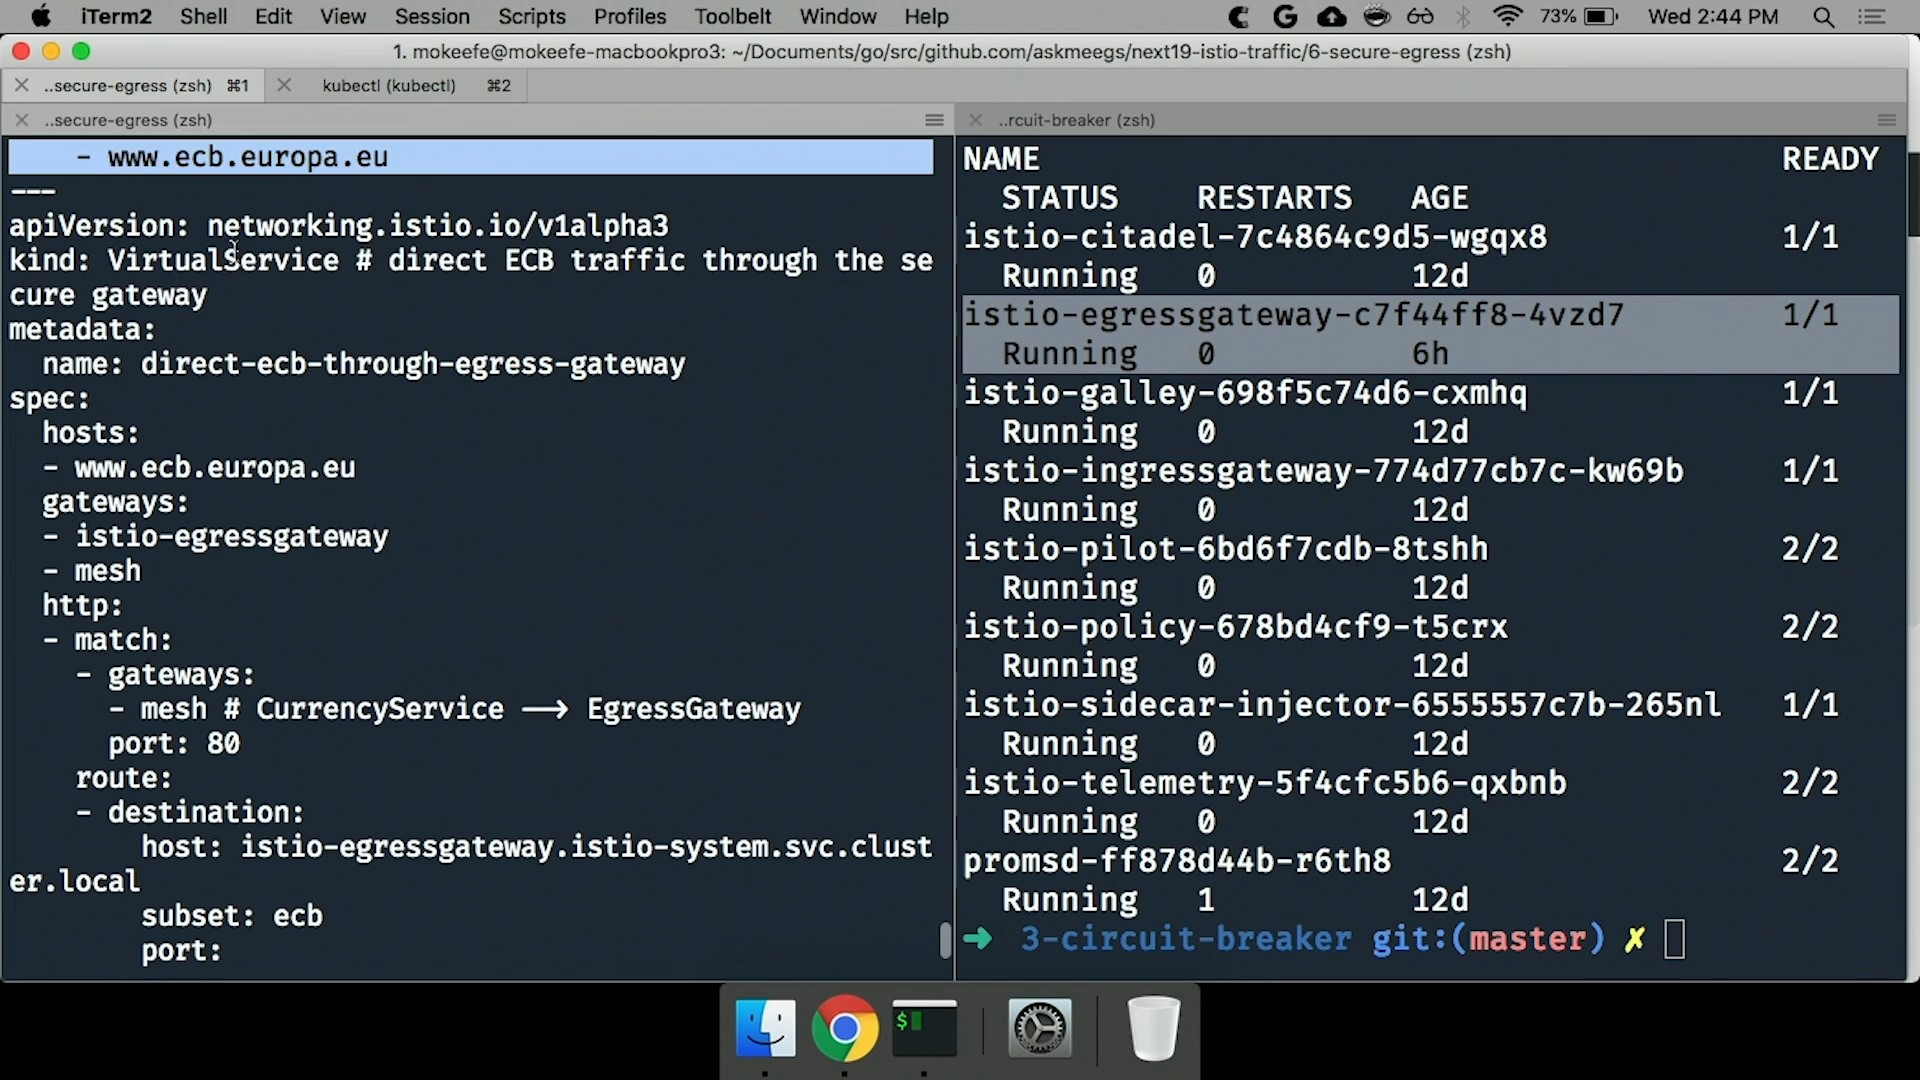 iTerm2 Shell Edit View Session Scripts Profiles Toolbelt Window Help 73% Wed 2:44 PM
1. mokeefe@mokeefe-macbookpro3: ~/Documents/go/src/github.com/askmeegs/next19-istio-traffic/6-secure-egress (zsh)
..secure-egress (zsh) ⌘1 kubectl (kubectl) ⌘2
..secure-egress (zsh)
- www.ecb.europa.eu
---
apiVersion: networking.istio.io/v1alpha3
kind: VirtualService # direct ECB traffic through the se
cure gateway
metadata:
name: direct-ecb-through-egress-gateway
spec:
hosts:
- www.ecb.europa.eu
gateways:
- istio-egressgateway
- mesh
http:
- match:
- gateways:
- mesh # CurrencyService --> EgressGateway
port: 80
route:
- destination:
host: istio-egressgateway.istio-system.svc.clust
er.local
subset: ecb
port:
..rcuit-breaker (zsh)
NAME READY
STATUS RESTARTS AGE
istio-citadel-7c4864c9d5-wgqx8 1/1
Running 0 12d
istio-egressgateway-c7f44ff8-4vzd7 1/1
Running 0 6h
istio-galley-698f5c74d6-cxmhq 1/1
Running 0 12d
istio-ingressgateway-774d77cb7c-kw69b 1/1
Running 0 12d
istio-pilot-6bd6f7cdb-8tshh 2/2
Running 0 12d
istio-policy-678bd4cf9-t5crx 2/2
Running 0 12d
istio-sidecar-injector-6555557c7b-265nl 1/1
Running 0 12d
istio-telemetry-5f4cfc5b6-qxbnb 2/2
Running 0 12d
promsd-ff878d44b-r6th8 2/2
Running 1 12d
➜ 3-circuit-breaker git:(master) ✗
$